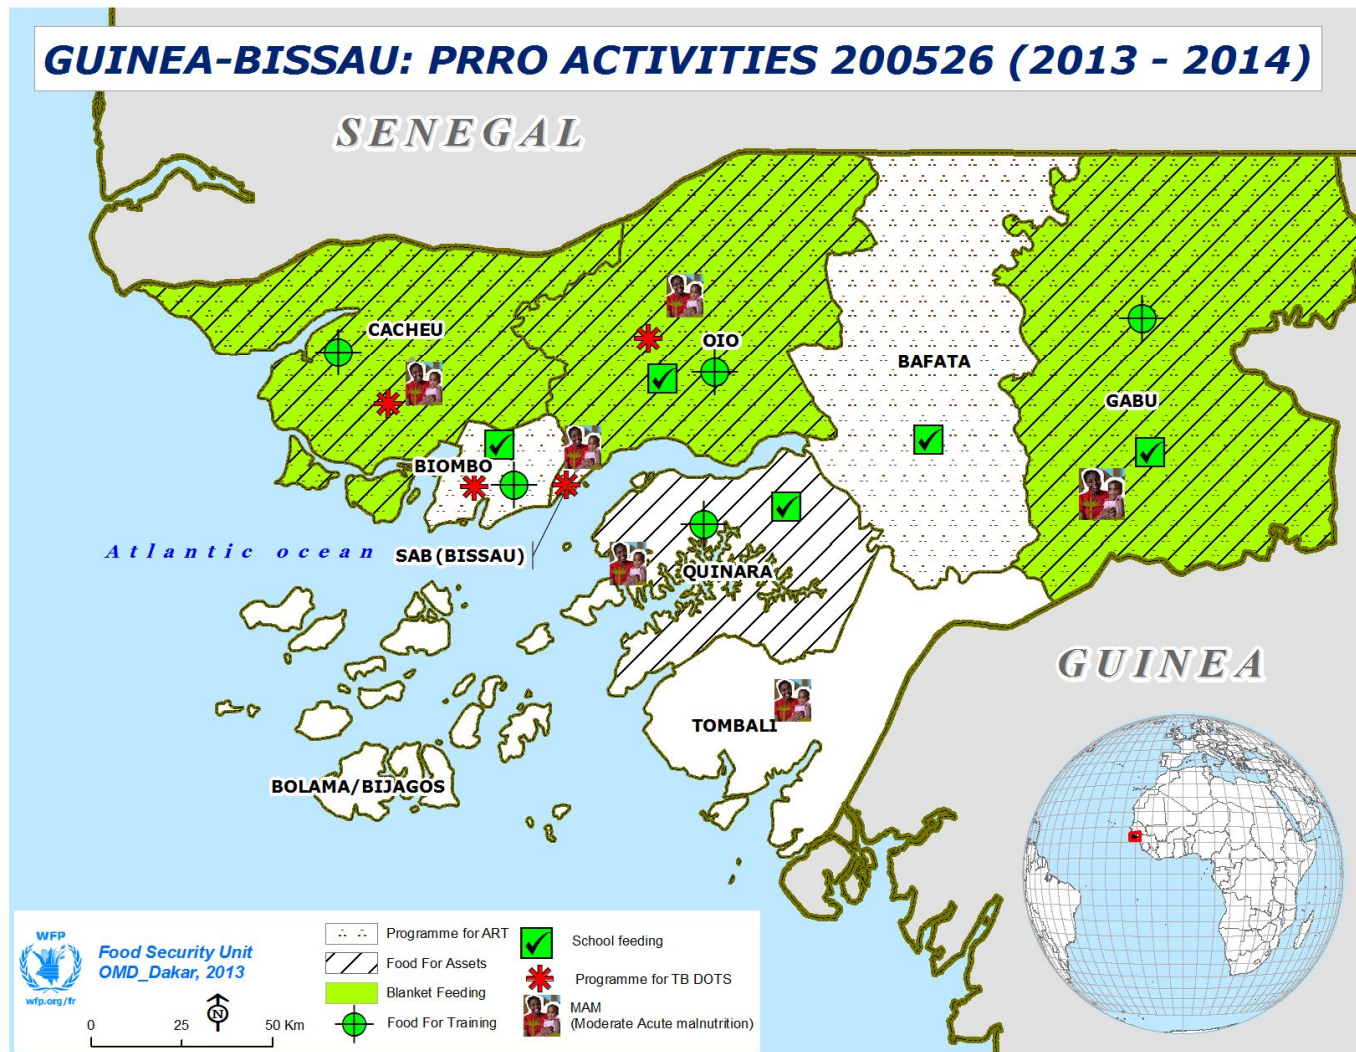 GUINEA-BISSAU: PRRO ACTIVITIES 200526 (2013 - 2014)
SENEGAL
CACHEU
OIO
BAFATA
GABU
BIOMBO
Atlantic ocean
SAB (BISSAU)
QUINARA
GUINEA
TOMBALI
BOLAMA/BIJAGOS
WFP
wfp.org/fr
Food Security Unit
OMD_Dakar, 2013
N
0 25 50 Km
Programme for ART
Food For Assets
Blanket Feeding
Food For Training
School feeding
Programme for TB DOTS
MAM
(Moderate Acute malnutrition)